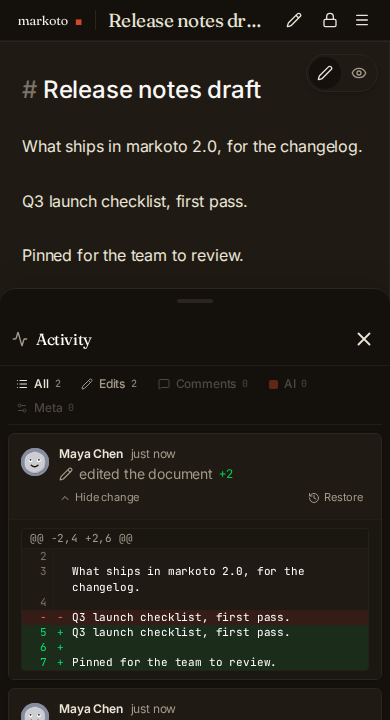 markoto Release notes dr...
# Release notes draft
What ships in markoto 2.0, for the changelog.
Q3 launch checklist, first pass.
Pinned for the team to review.
Activity
All 2 Edits 2 Comments 0 AI 0
Meta 0
Maya Chen just now
edited the document +2
Hide change Restore
@@ -2,4 +2,6 @@
2
3 What ships in markoto 2.0, for the
changelog.
4
- - Q3 launch checklist, first pass.
5 + Q3 launch checklist, first pass.
6 +
7 + Pinned for the team to review.
Maya Chen just now